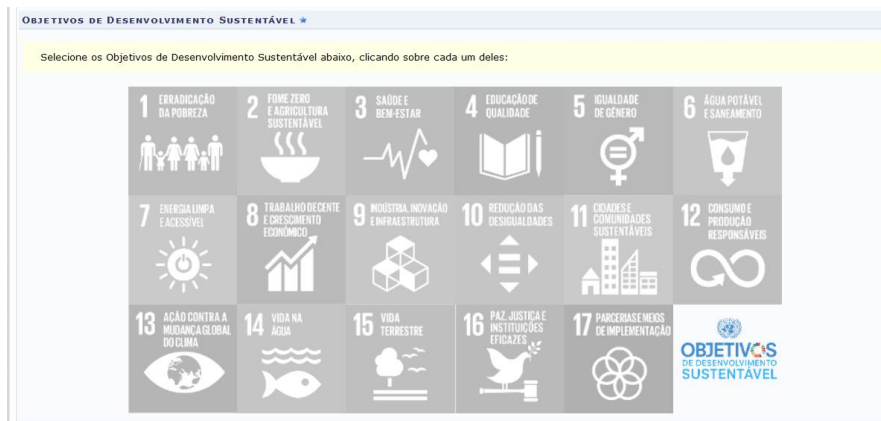 OBJETIVOS DE DESENVOLVIMENTO SUSTENTÁVEL ★
Selecione os Objetivos de Desenvolvimento Sustentável abaixo, clicando sobre cada um deles:
1 ERRADICAÇÃO
DA POBREZA
2 FOME ZERO
E AGRICULTURA
SUSTENTÁVEL
3 SAÚDE E
BEM-ESTAR
4 EDUCAÇÃO DE
QUALIDADE
5 IGUALDADE
DE GÊNERO
6 ÁGUA POTÁVEL
E SANEAMENTO
7 ENERGIA LIMPA
E ACESSÍVEL
8 TRABALHO DECENTE
E CRESCIMENTO
ECONÔMICO
9 INDÚSTRIA, INOVAÇÃO
E INFRAESTRUTURA
10 REDUÇÃO DAS
DESIGUALDADES
11 CIDADES E
COMUNIDADES
SUSTENTÁVEIS
12 CONSUMO E
PRODUÇÃO
RESPONSÁVEIS
13 AÇÃO CONTRA A
MUDANÇA GLOBAL
DO CLIMA
14 VIDA NA
ÁGUA
15 VIDA
TERRESTRE
16 PAZ, JUSTIÇA E
INSTITUIÇÕES
EFICAZES
17 PARCERIAS E MEIOS
DE IMPLEMENTAÇÃO
OBJETIVOS
DE DESENVOLVIMENTO
SUSTENTÁVEL